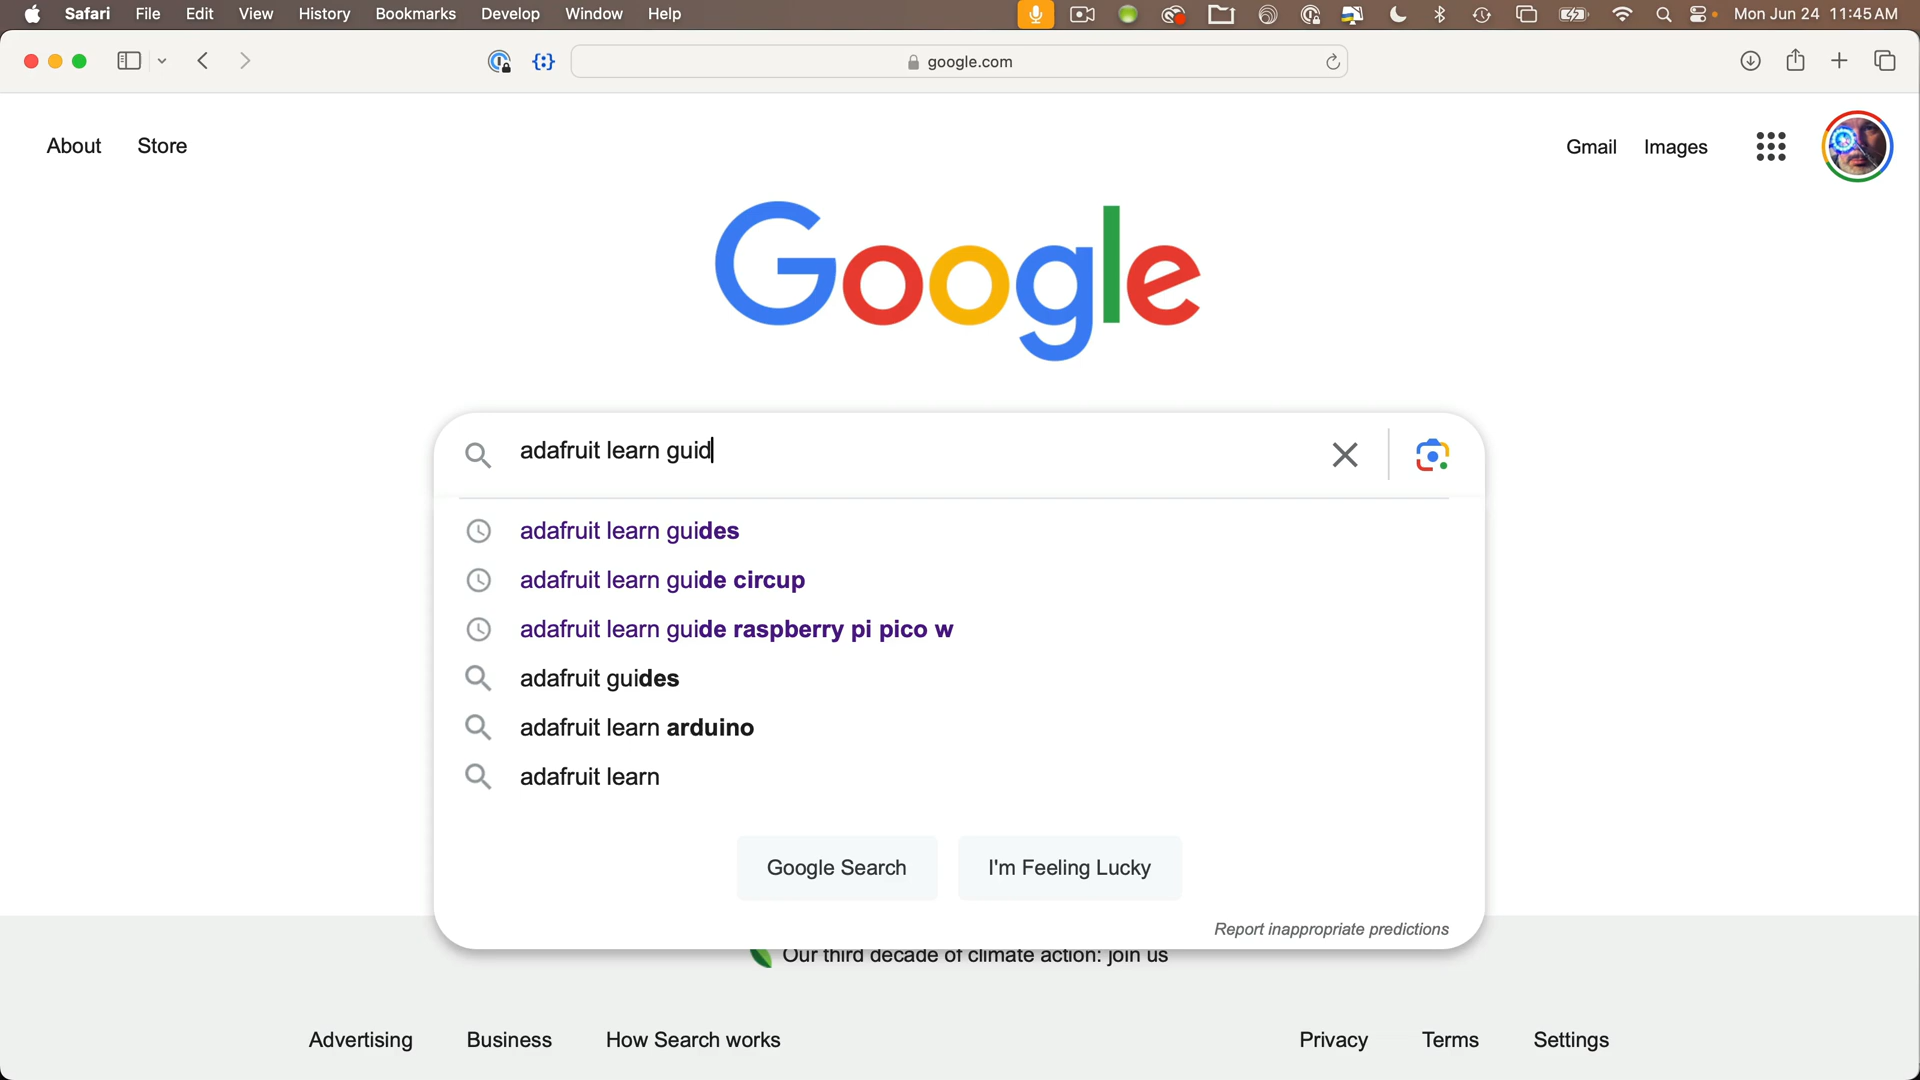 Safari File Edit View History Bookmarks Develop Window Help Mon Jun 24 11:45 AM
google.com
About Store Gmail Images
Google
adafruit learn guid
adafruit learn guides
adafruit learn guide circup
adafruit learn guide raspberry pi pico w
adafruit guides
adafruit learn arduino
adafruit learn
Google Search I'm Feeling Lucky
Report inappropriate predictions
Our third decade of climate action: join us
Advertising Business How Search works Privacy Terms Settings